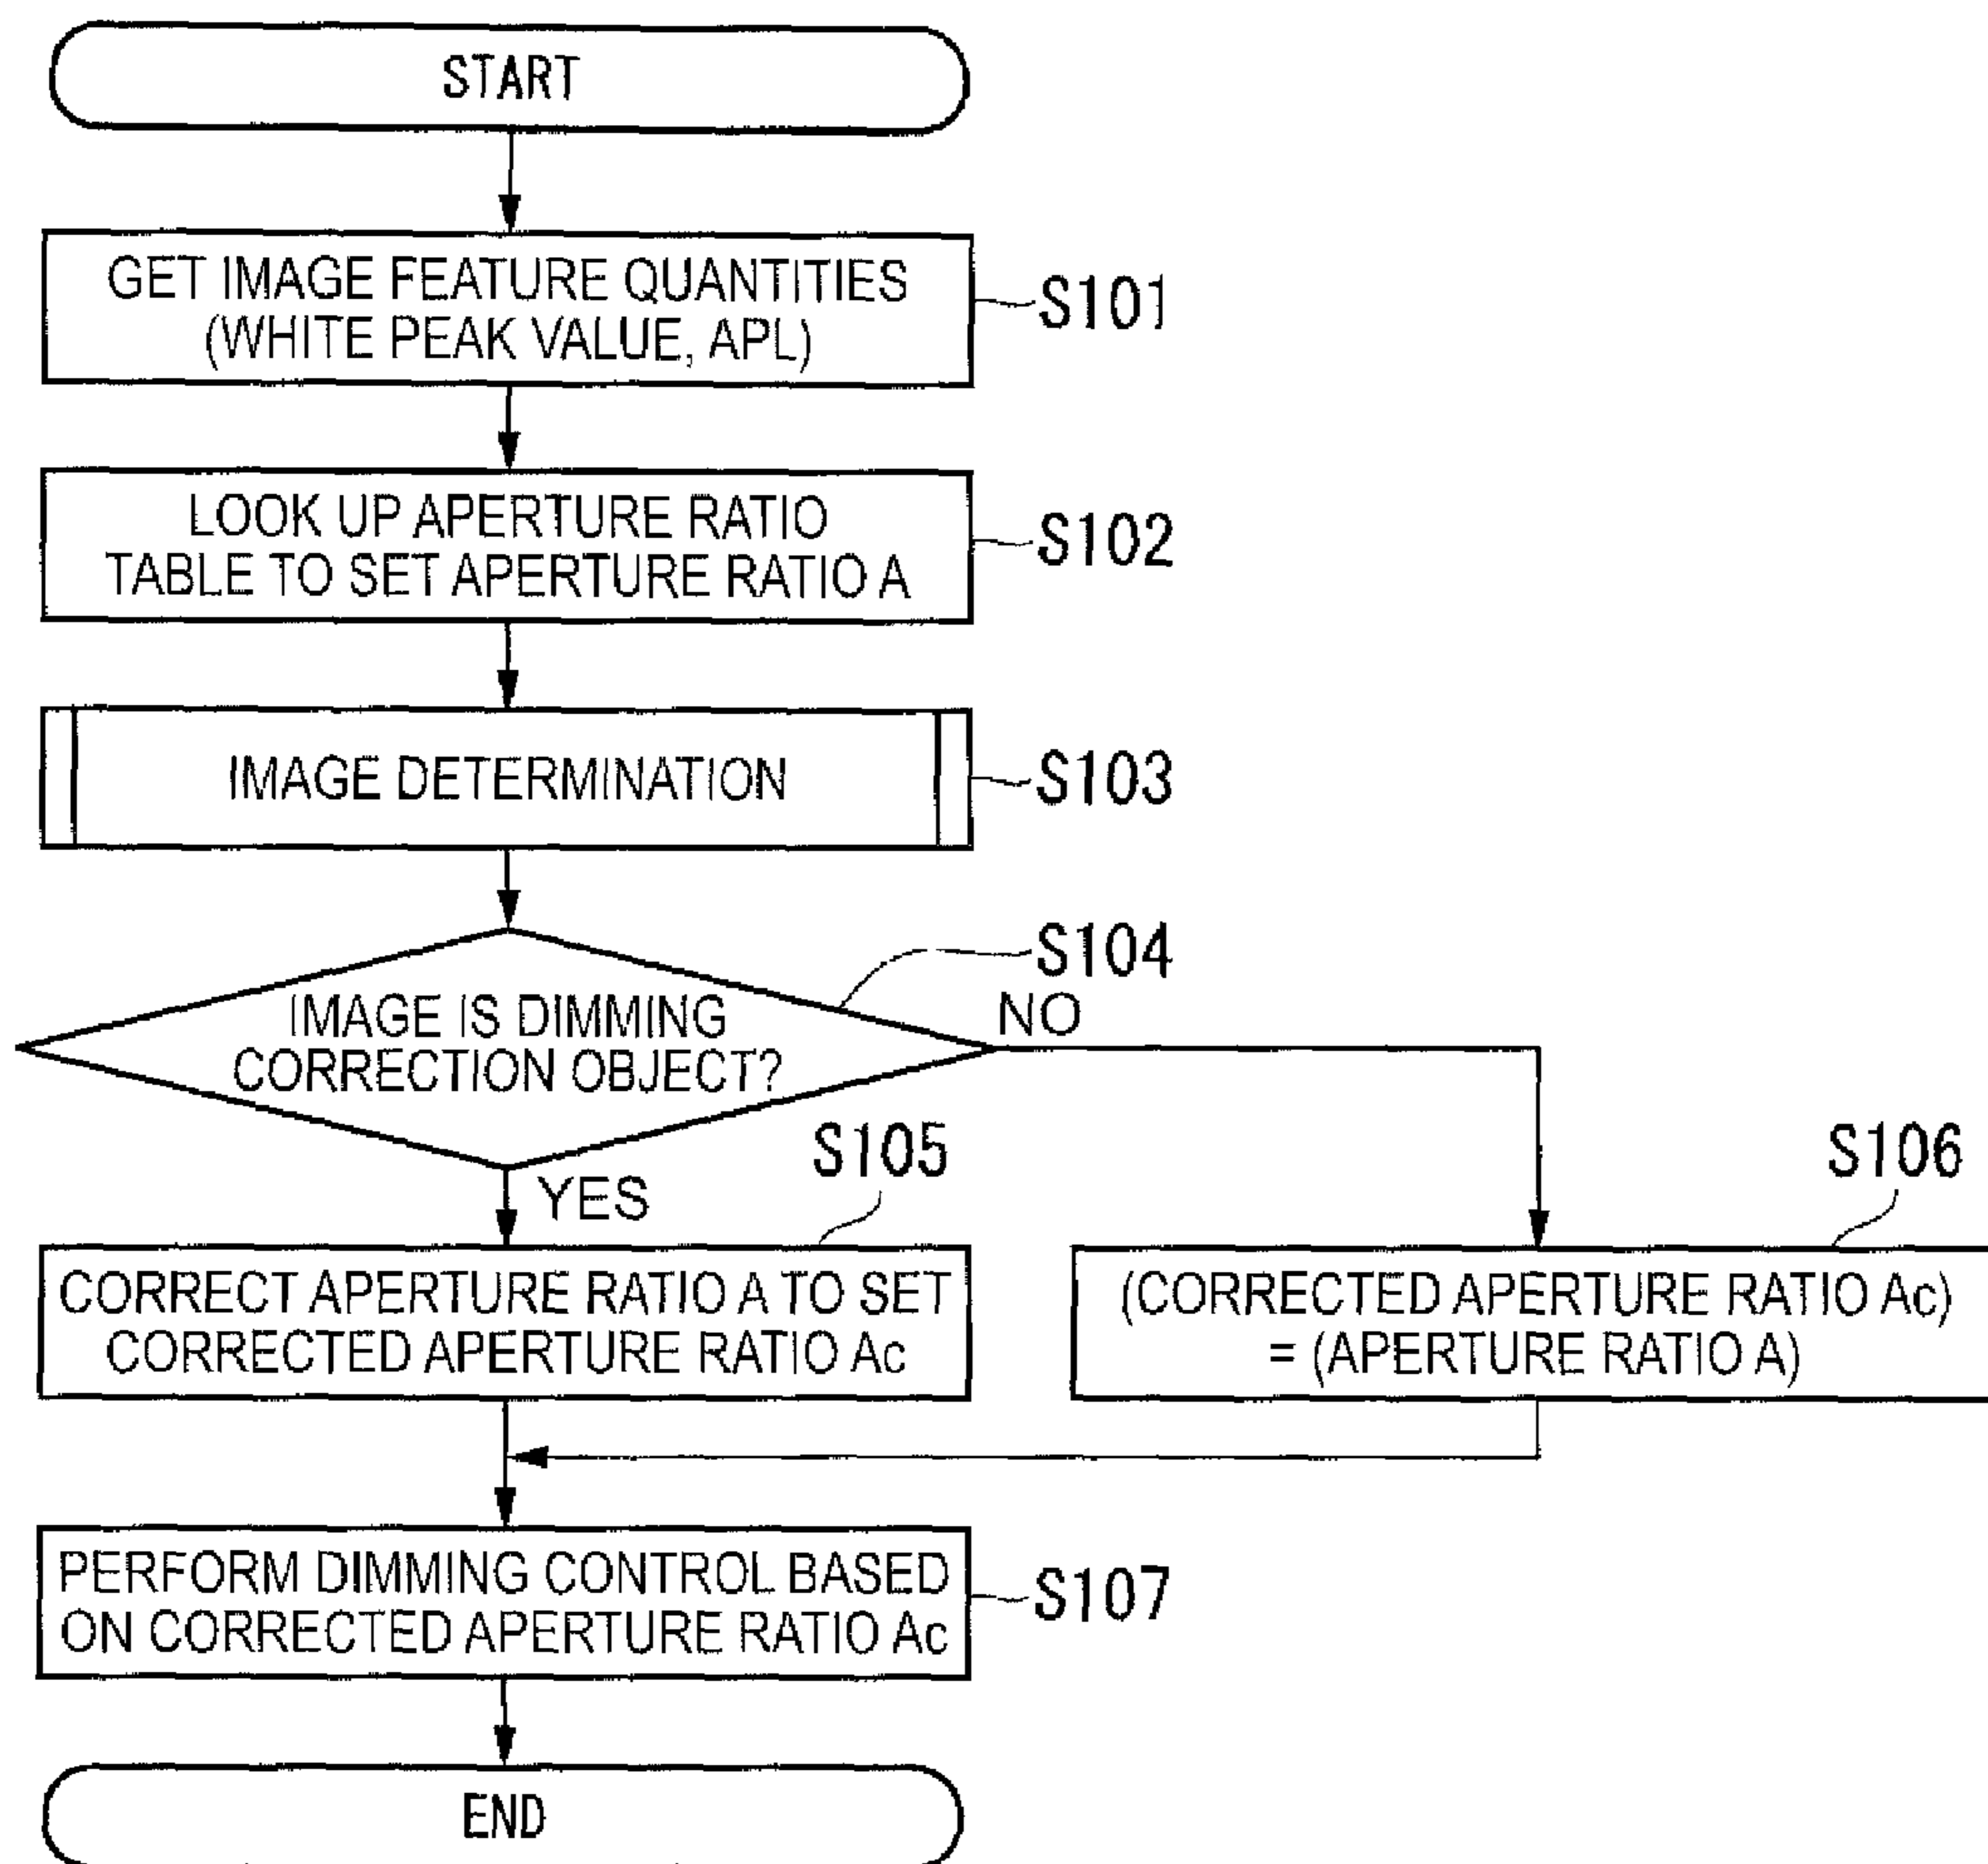 START
GET IMAGE FEATURE QUANTITIES
(WHITE PEAK VALUE, APL)
S101
LOOK UP APERTURE RATIO
TABLE TO SET APERTURE RATIO A
S102
IMAGE DETERMINATION
S103
S104
IMAGE IS DIMMING
CORRECTION OBJECT?
NO
YES
S105
CORRECT APERTURE RATIO A TO SET
CORRECTED APERTURE RATIO Ac
S106
(CORRECTED APERTURE RATIO Ac)
= (APERTURE RATIO A)
PERFORM DIMMING CONTROL BASED
ON CORRECTED APERTURE RATIO Ac
S107
END